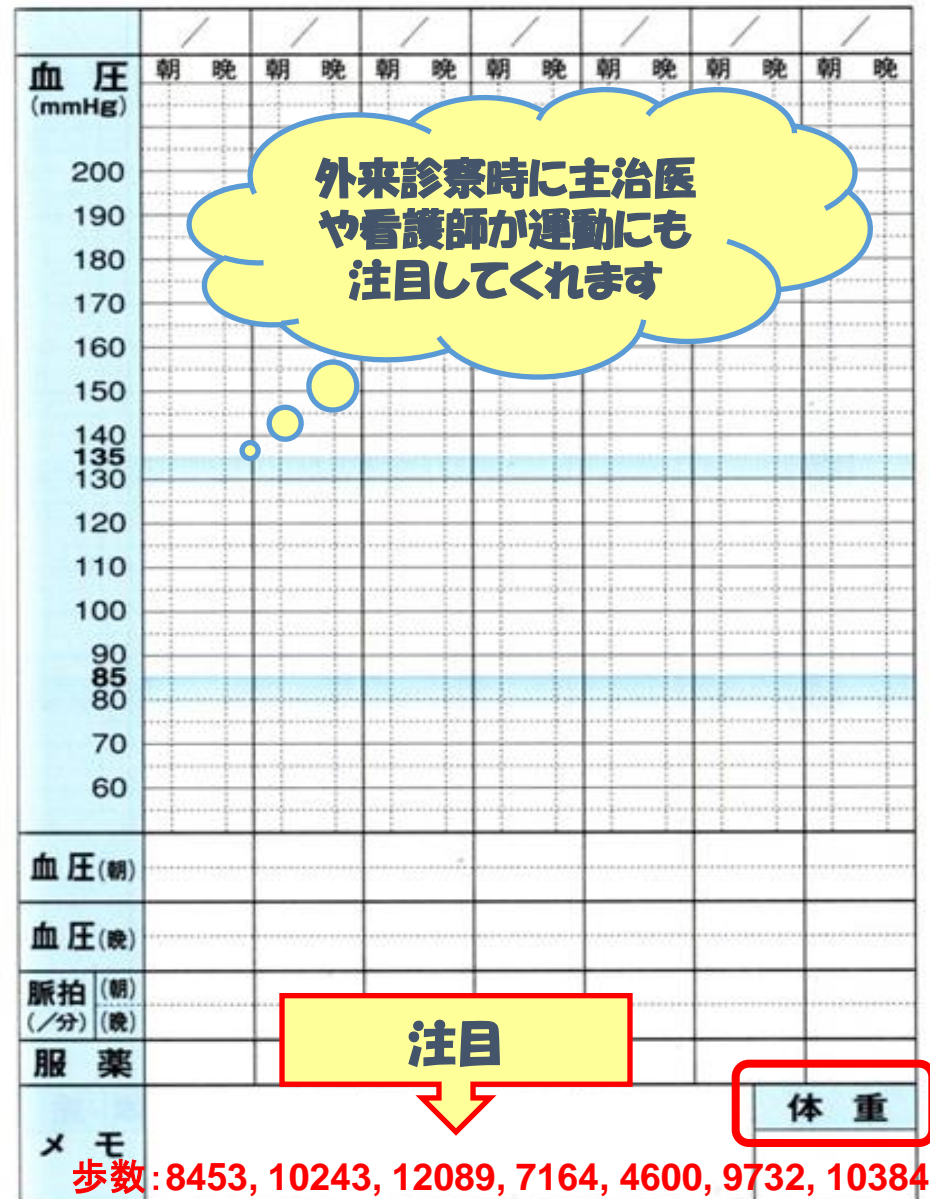 ／ ／ ／ ／ ／ ／ ／
血 圧 朝 晩 朝 晩 朝 晩 朝 晩 朝 晩 朝 晩 朝 晩
(mmHg)
外来診察時に主治医
や看護師が運動にも
注目してくれます
200
190
180
170
160
150
140
135
130
120
110
100
90
85
80
70
60
血圧(朝)
血圧(晩)
脈拍 (朝)
(／分) (晩)
服 薬
注目
体 重
メ モ
歩数:8453, 10243, 12089, 7164, 4600, 9732, 10384